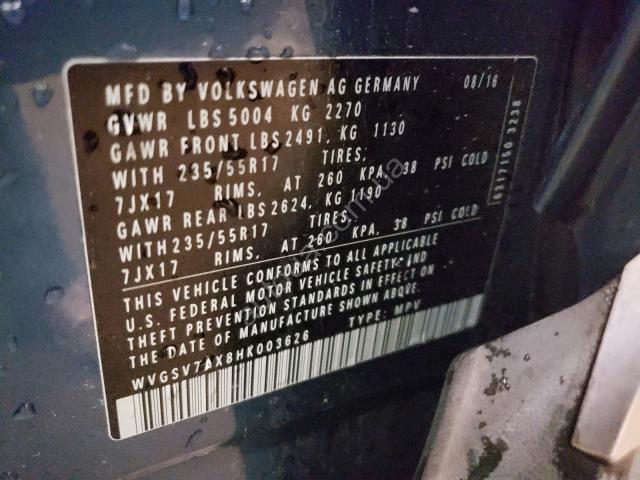 MFD BY VOLKSWAGEN AG GERMANY 08/16
GVWR LBS 5004 KG 2270
GAWR FRONT LBS 2491, KG 1130
WITH 235/55R17 TIRES,
7JX17 RIMS, AT 260 KPA, 38 PSI COLD
GAWR REAR LBS 2624, KG 1190
WITH 235/55R17 TIRES,
7JX17 RIMS, AT 260 KPA, 38 PSI COLD
THIS VEHICLE CONFORMS TO ALL APPLICABLE
U.S. FEDERAL MOTOR VEHICLE SAFETY AND
THEFT PREVENTION STANDARDS IN EFFECT ON
THE DATE OF MANUFACTURE SHOWN ABOVE.
WVGSV7AX8HK003626 TYPE: MPV
0317150 3238